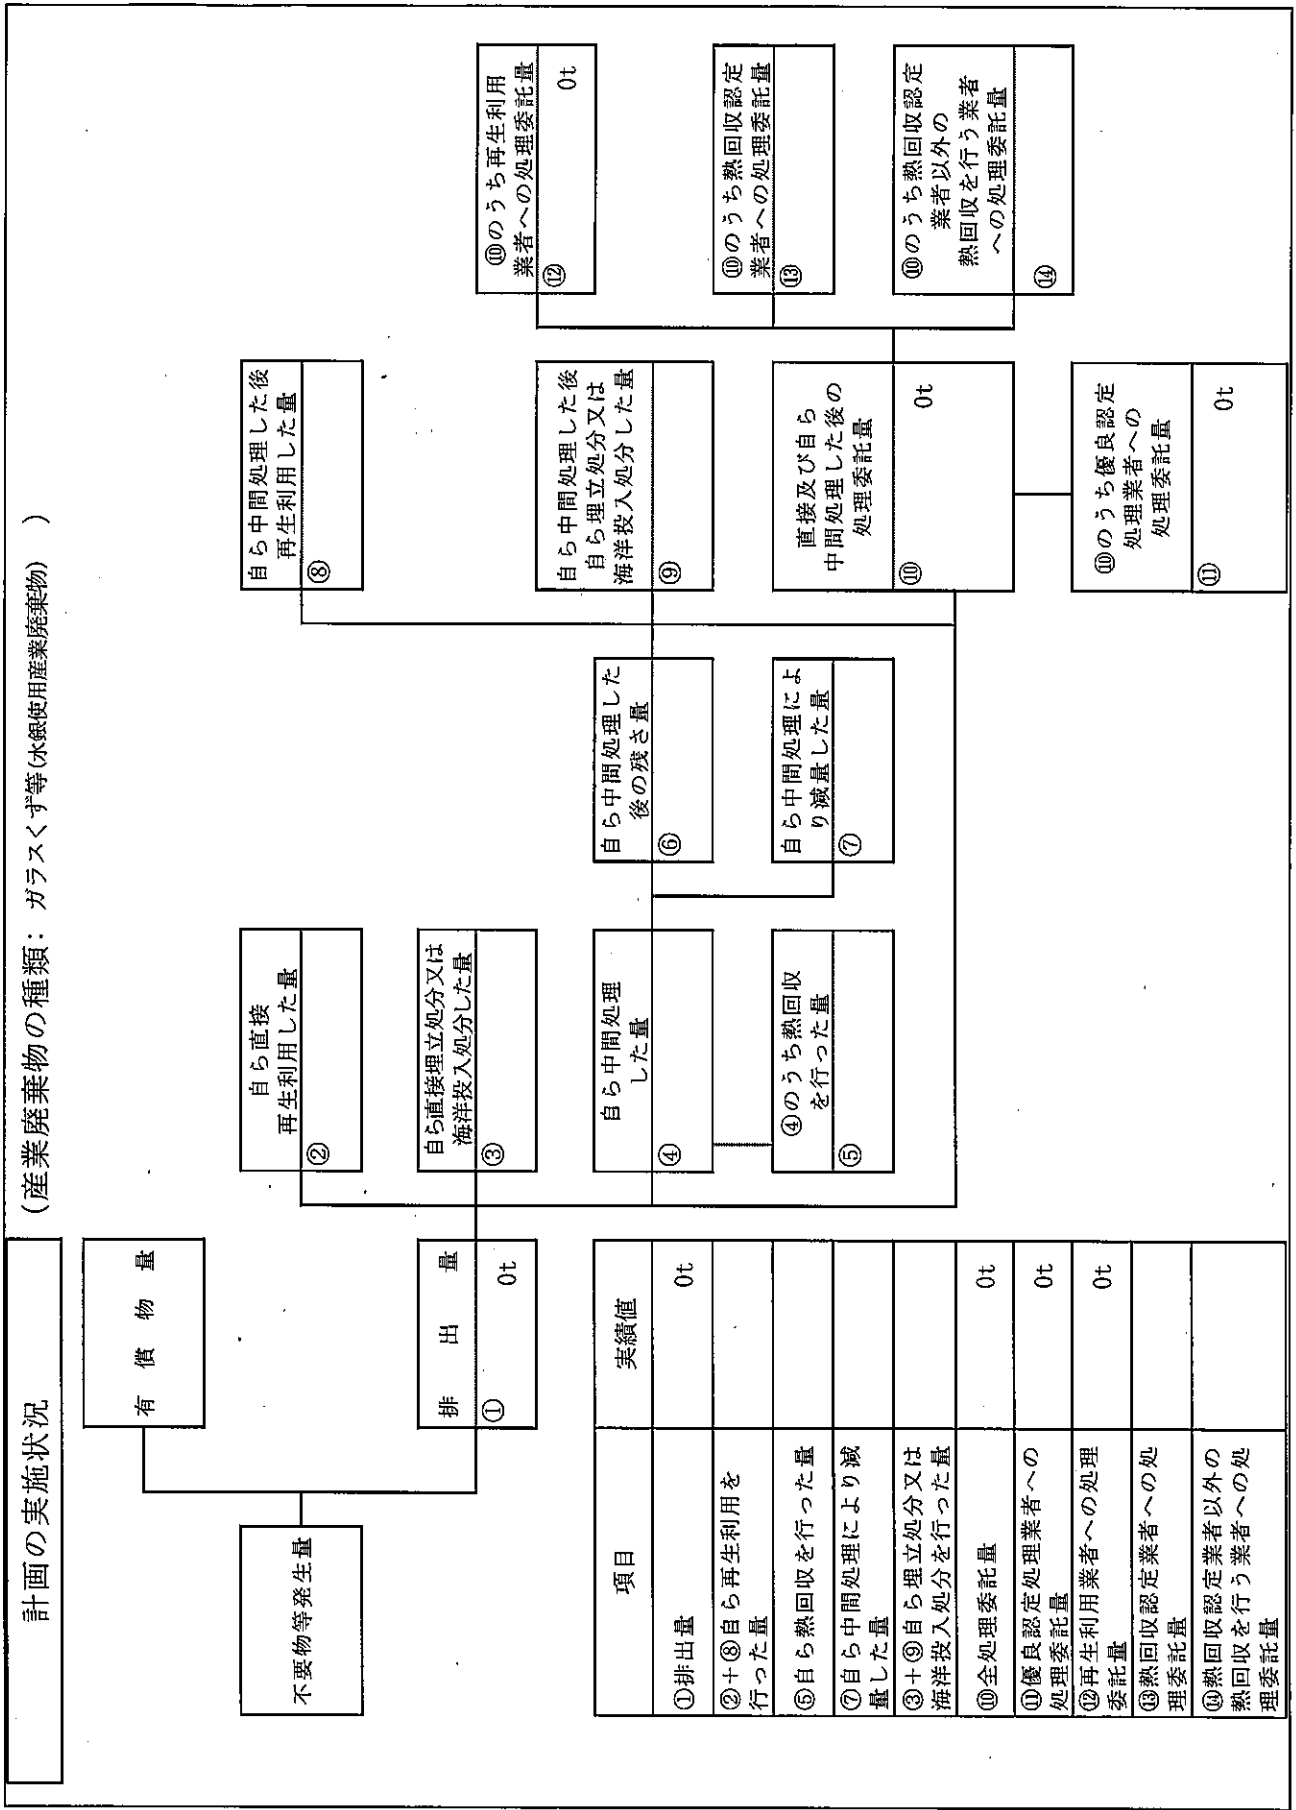 計画の実施状況
(産業廃棄物の種類: ガラスくず等(水銀使用産業廃棄物) )
不要物等発生量
有償物量
排出量
① 0t
自ら直接
再生利用した量
②
自ら直接埋立処分又は
海洋投入処分した量
③
自ら中間処理
した量
④
④のうち熱回収
を行った量
⑤
自ら中間処理した
後の残さ量
⑥
自ら中間処理によ
り減量した量
⑦
自ら中間処理した後
再生利用した量
⑧
自ら中間処理した後
自ら埋立処分又は
海洋投入処分した量
⑨
直接及び自ら
中間処理した後の
処理委託量
⑩ 0t
⑩のうち優良認定
処理業者への
処理委託量
⑪ 0t
⑩のうち再生利用
業者への処理委託量
⑫ 0t
⑩のうち熱回収認定
業者への処理委託量
⑬
⑩のうち熱回収認定
業者以外の
熱回収を行う業者
への処理委託量
⑭
項目 実績値
①排出量 0t
②+⑧自ら再生利用を
行った量
⑤自ら熱回収を行った量
⑦自ら中間処理により減
量した量
③+⑨自ら埋立処分又は
海洋投入処分を行った量
⑩全処理委託量 0t
⑪優良認定処理業者への
処理委託量 0t
⑫再生利用業者への処理
委託量 0t
⑬熱回収認定業者への処
理委託量
⑭熱回収認定業者以外の
熱回収を行う業者への処
理委託量